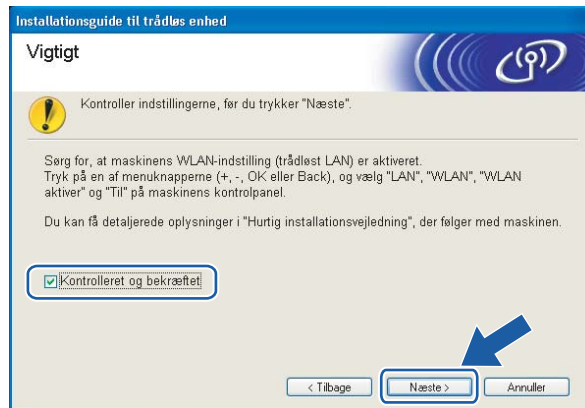 Installationsguide til trådløs enhed
Vigtigt
Kontroller indstillingerne, før du trykker "Næste".
Sørg for, at maskinens WLAN-indstilling (trådløst LAN) er aktiveret.
Tryk på en af menuknapperne (+, -, OK eller Back), og vælg "LAN", "WLAN", "WLAN
aktiver" og "Til" på maskinens kontrolpanel.
Du kan få detaljerede oplysninger i "Hurtig installationsvejledning", der følger med maskinen.
Kontrolleret og bekræftet
< Tilbage
Næste >
Annuller